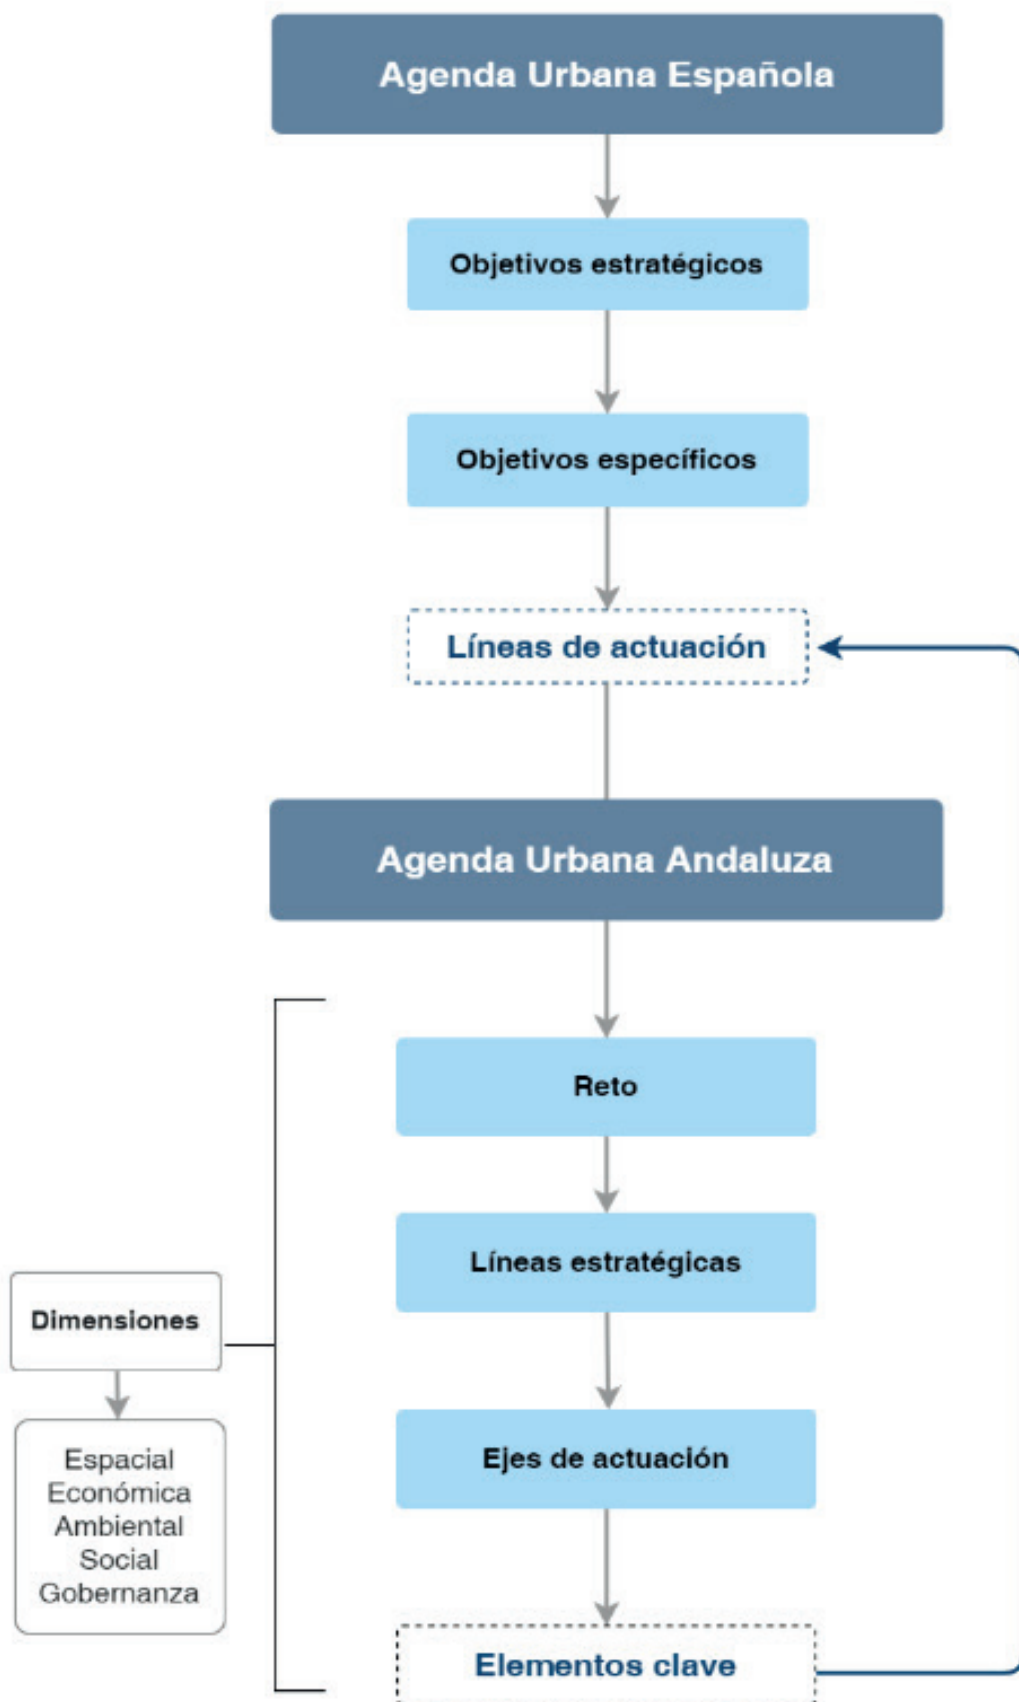 Agenda Urbana Española
Objetivos estratégicos
Objetivos específicos
Líneas de actuación
Agenda Urbana Andaluza
Reto
Líneas estratégicas
Dimensiones
Ejes de actuación
Espacial
Económica
Ambiental
Social
Gobernanza
Elementos clave